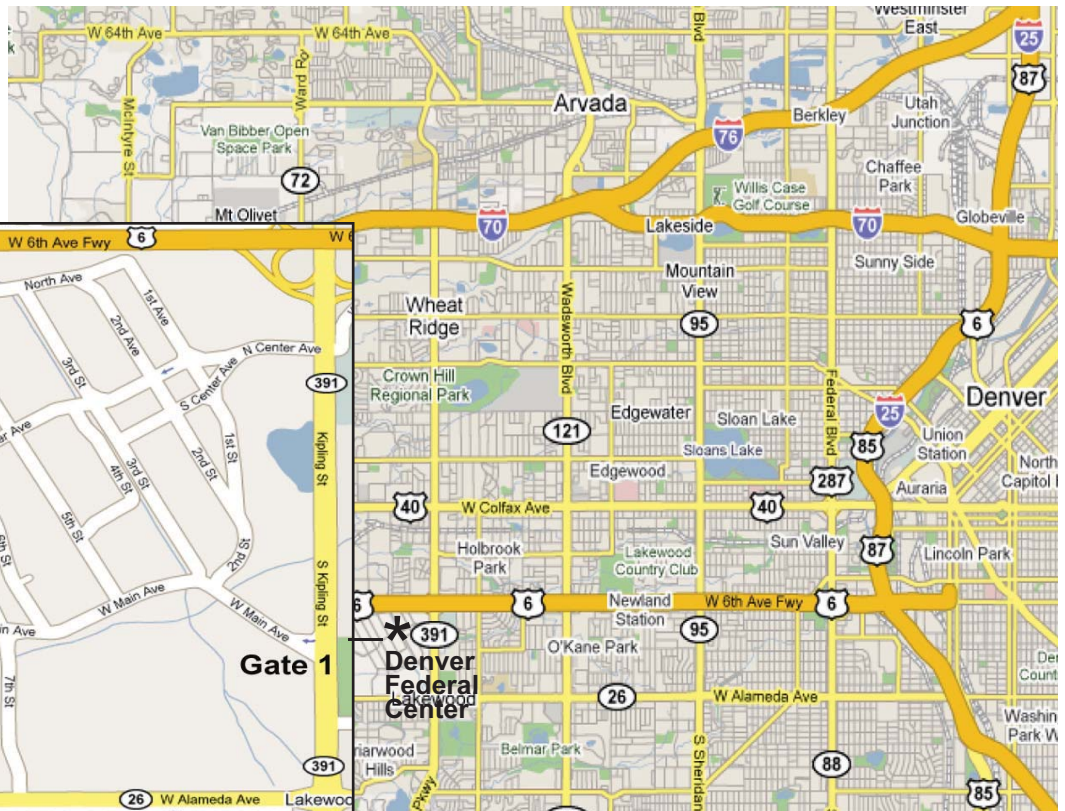 Westminster
East
W 64th Ave
W 64th Ave
Blvd
25
87
Ward Rd
McIntyre St
Arvada
Utah
Junction
Berkley
76
Van Bibber Open
Space Park
72
Chaffee
Park
Willis Case
Golf Course
Mt Olivet
70
Lakeside
70
Globeville
Sunny Side
Mountain
View
Wheat
Ridge
Wadsworth Blvd
95
6
Crown Hill
Regional Park
Federal Blvd
Denver
25
Edgewater
Sloan Lake
121
85
Union
Station
Sloans Lake
Edgewood
287
North
Capitol
Auraria
40
W Colfax Ave
40
Holbrook
Park
Lakewood
Country Club
Sun Valley
87
Lincoln Park
6
6
Newland
Station
W 6th Ave Fwy
6
*
391
Denver
Federal
Center
95
O'Kane Park
Lakewood
26
W Alameda Ave
Belmar Park
S Sheridan
88
85
Pkwy
Hills
W 6th Ave Fwy
6
W 6
North Ave
1st Ave
2nd Ave
3rd St
N Center Ave
S Center Ave
391
Kipling St
1st St
2nd St
3rd St
4th St
5th St
6th St
2nd St
S Kipling St
W Main Ave
W Main Ave
Gate 1
7th St
391
26
W Alameda Ave